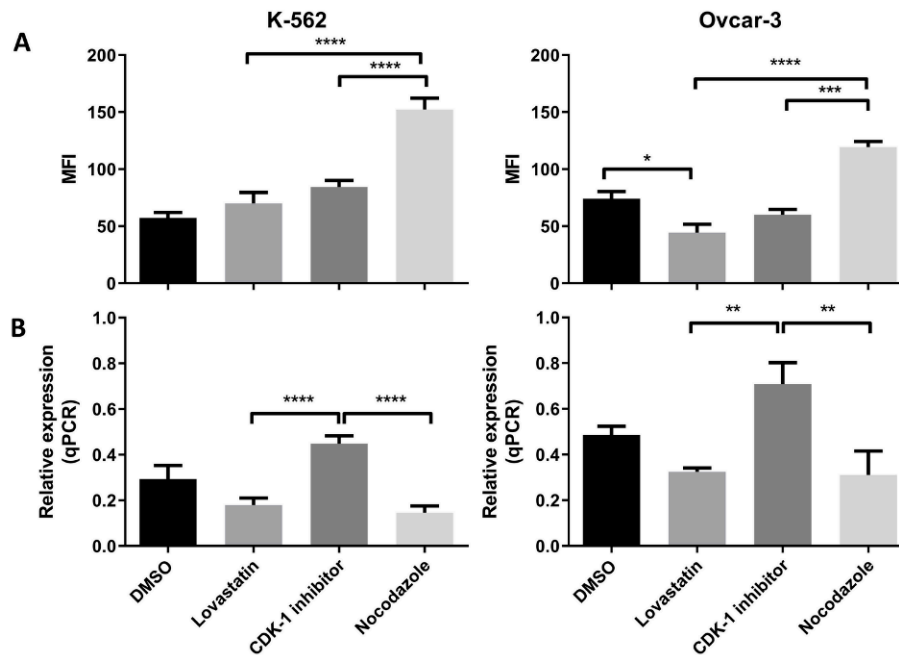 K-562
Ovcar-3
A
MFI
200
150
100
50
0
****
****
MFI
200
150
100
50
0
****
***
*
B
Relative expression
(qPCR)
1.0
0.8
0.6
0.4
0.2
0.0
****
****
DMSO
Lovastatin
CDK-1 inhibitor
Nocodazole
Relative expression
(qPCR)
1.0
0.8
0.6
0.4
0.2
0.0
**
**
DMSO
Lovastatin
CDK-1 inhibitor
Nocodazole